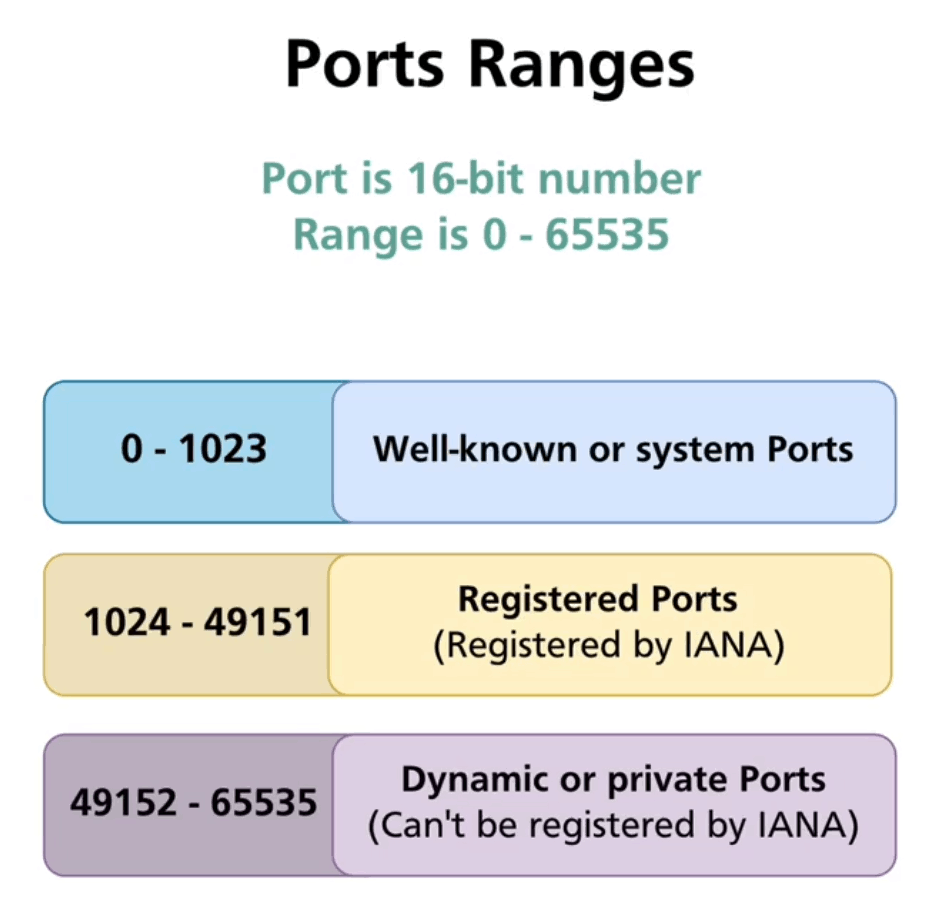 Ports Ranges
Port is 16-bit number
Range is 0 - 65535
0 - 1023
Well-known or system Ports
1024 - 49151
Registered Ports
(Registered by IANA)
49152 - 65535
Dynamic or private Ports
(Can't be registered by IANA)